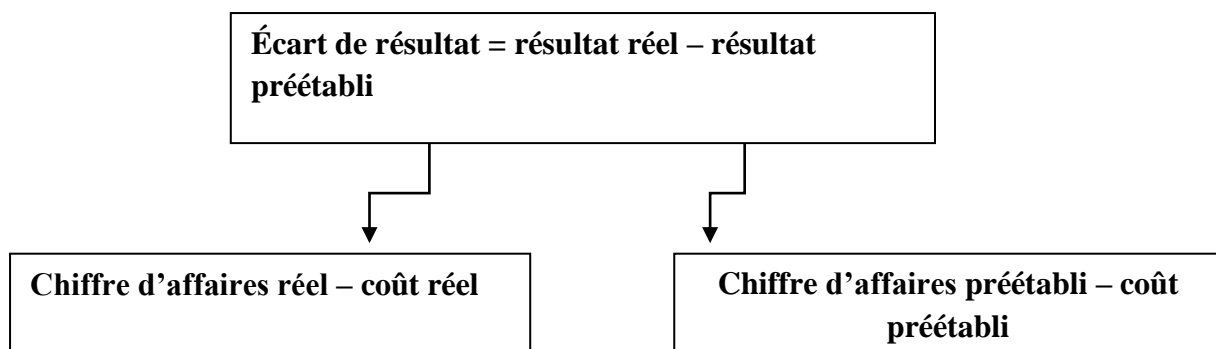 Écart de résultat = résultat réel – résultat
préétabli
Chiffre d’affaires réel – coût réel
Chiffre d’affaires préétabli – coût
préétabli